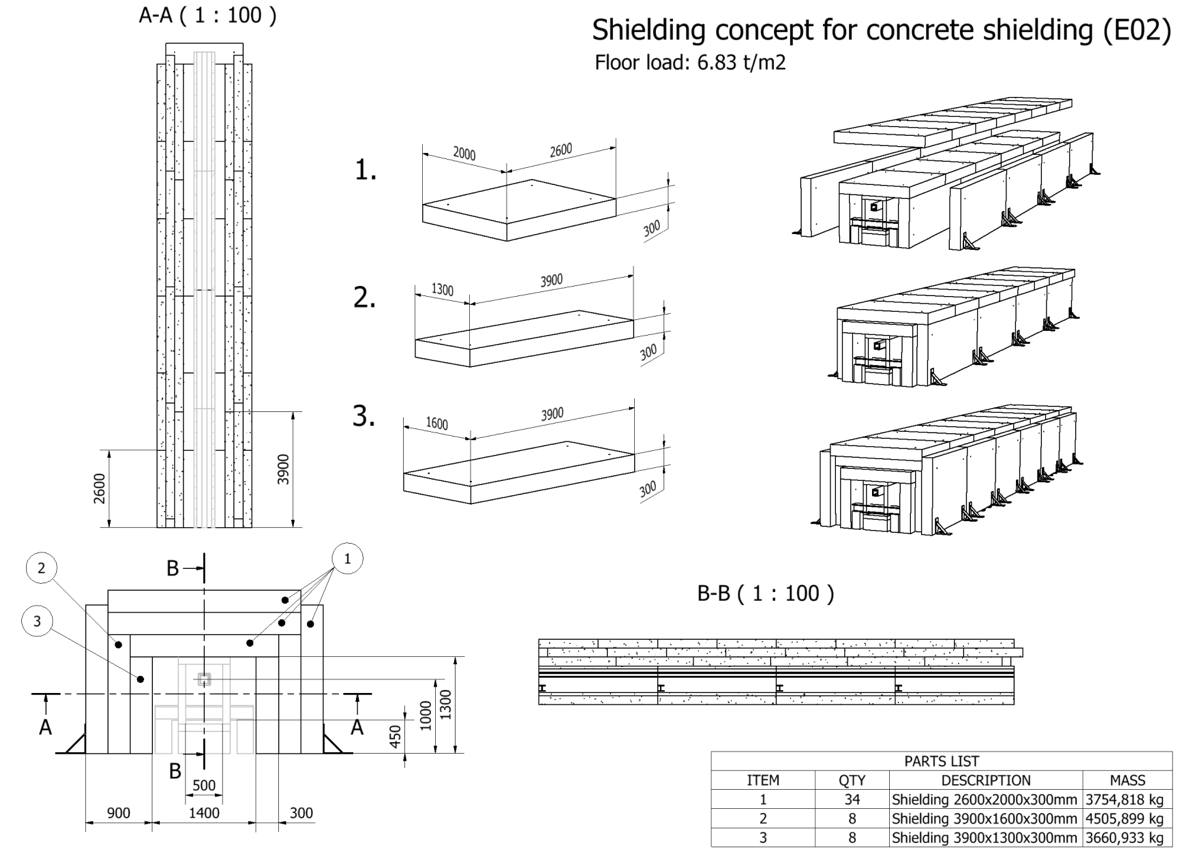 A-A ( 1 : 100 )
Shielding concept for concrete shielding (E02)
Floor load: 6.83 t/m2
1.
2000
2600
300
2.
1300
3900
300
3.
1600
3900
300
2600
3900
B
1
2
3
A
A
B
450
1000
1300
500
900
1400
300
B-B ( 1 : 100 )
PARTS LIST
ITEM QTY DESCRIPTION MASS
1 34 Shielding 2600x2000x300mm 3754,818 kg
2 8 Shielding 3900x1600x300mm 4505,899 kg
3 8 Shielding 3900x1300x300mm 3660,933 kg